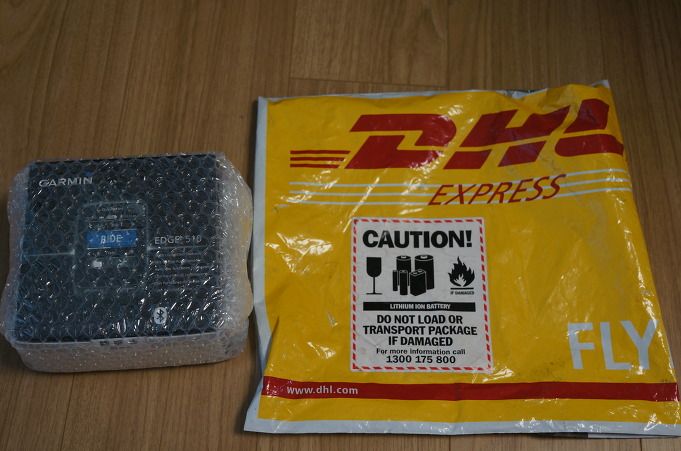 GARMIN
RIDE
EDGE 510
DHL
EXPRESS
CAUTION!
IF DAMAGED
LITHIUM ION BATTERY
DO NOT LOAD OR
TRANSPORT PACKAGE
IF DAMAGED
For more information call
1300 175 800
FLY
www.dhl.com